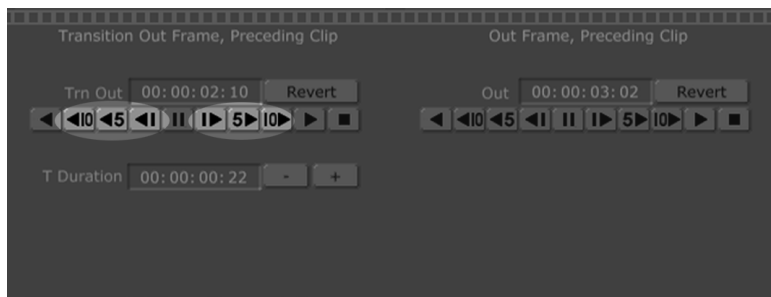 Transition Out Frame, Preceding Clip
Out Frame, Preceding Clip
Trn Out 00:00:02:10 Revert
Out 00:00:03:02 Revert
10 5 5 10
10 5 5 10
T Duration 00:00:00:22 - +